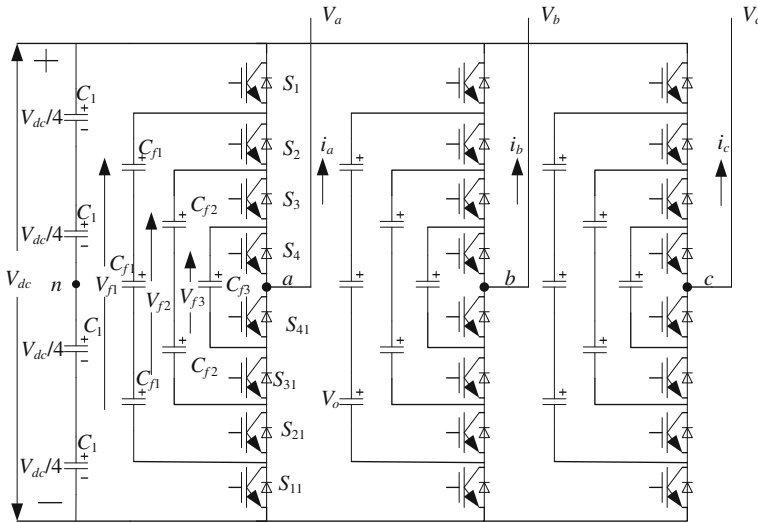 V_a
V_b
V_c
+
C_1
+
V_dc/4
−
S_1
C_f1
+
S_2
i_a
+
i_b
+
i_c
C_1
+
V_dc/4
−
C_f2
+
S_3
+
+
S_4
V_dc
n
V_f1
C_f1
+
V_f2
V_f3
C_f3
+
a
+
+
b
+
+
c
C_1
+
V_dc/4
−
S_41
C_f1
+
C_f2
+
S_31
V_o
+
+
+
+
S_21
C_1
+
V_dc/4
−
S_11
—